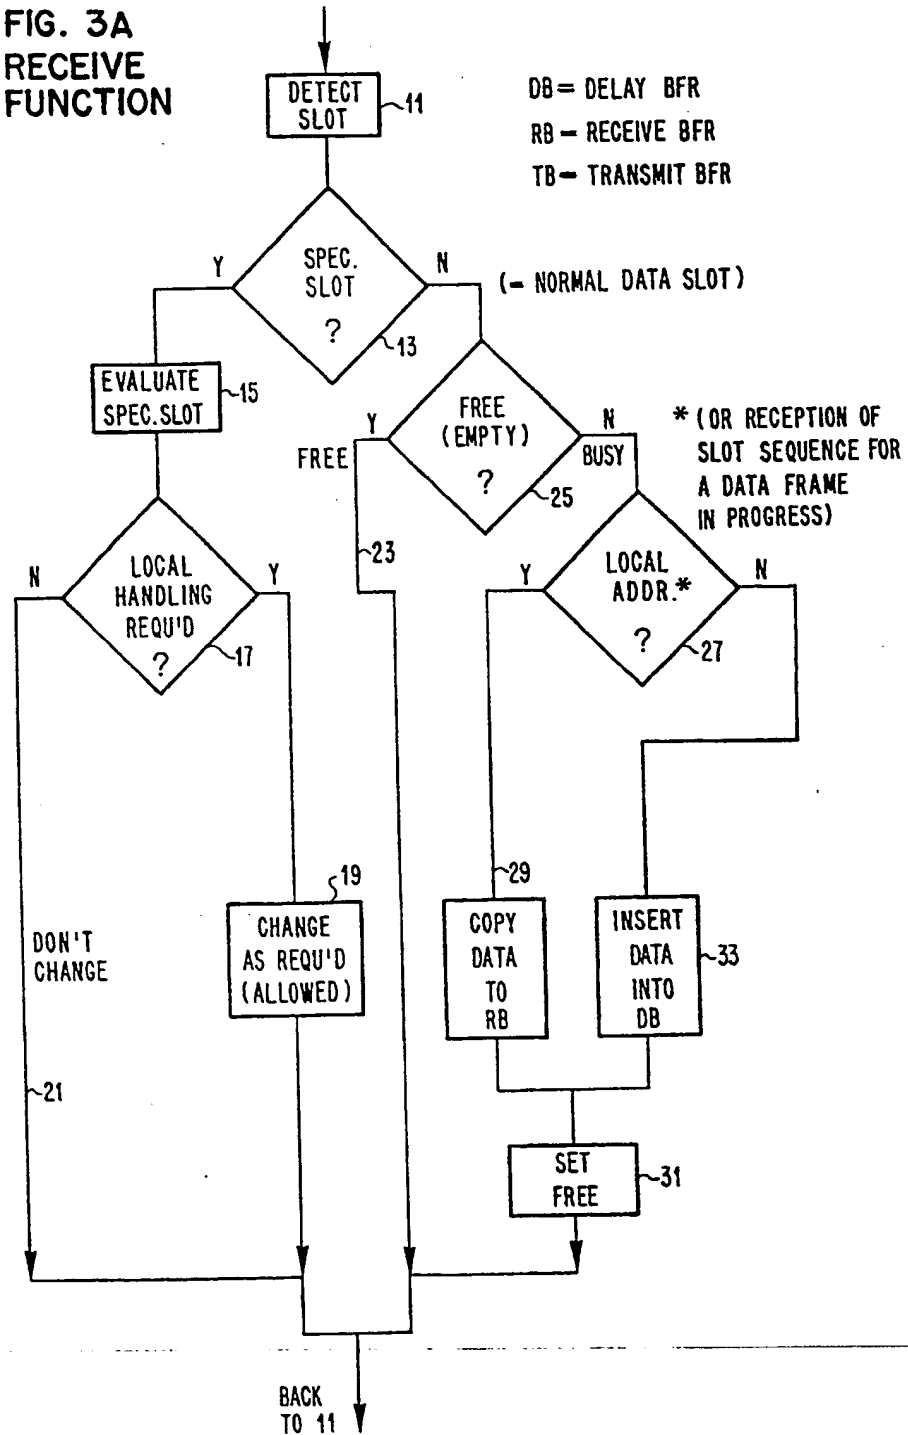 FIG. 3A
RECEIVE
FUNCTION
DETECT
SLOT
11
DB = DELAY BFR
RB = RECEIVE BFR
TB = TRANSMIT BFR
SPEC.
SLOT
?
Y
N
13
(= NORMAL DATA SLOT)
EVALUATE
SPEC. SLOT
15
FREE
(EMPTY)
?
Y
FREE
N
BUSY
25
23
* (OR RECEPTION OF
SLOT SEQUENCE FOR
A DATA FRAME
IN PROGRESS)
LOCAL
HANDLING
REQU'D
?
N
Y
17
LOCAL
ADDR.*
?
Y
N
27
DON'T
CHANGE
21
19
CHANGE
AS REQU'D
(ALLOWED)
29
COPY
DATA
TO
RB
INSERT
DATA
INTO
DB
33
SET
FREE
31
BACK
TO 11